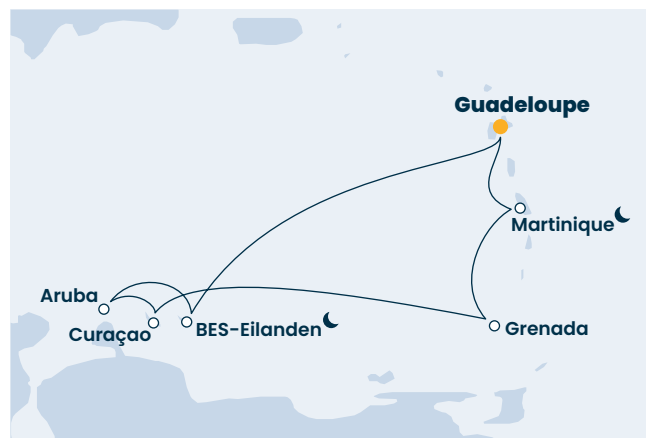 Guadeloupe
Martinique
Aruba
Curaçao
BES-Eilanden
Grenada